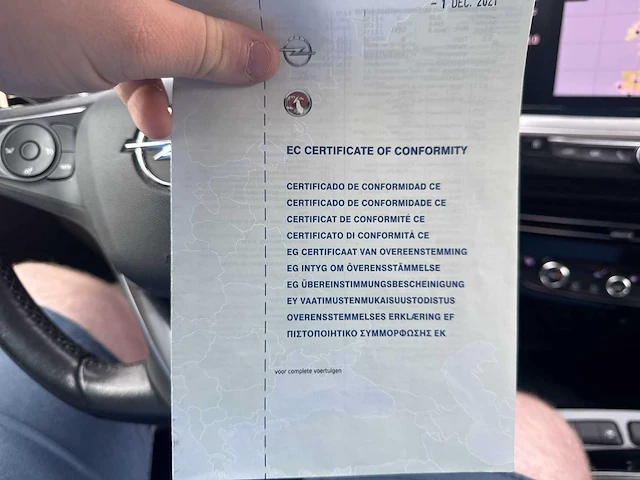 - 1 DEC. 2021
EC CERTIFICATE OF CONFORMITY
CERTIFICADO DE CONFORMIDAD CE
CERTIFICADO DE CONFORMIDADE CE
CERTIFICAT DE CONFORMITÉ CE
CERTIFICATO DI CONFORMITÀ CE
EG CERTIFICAAT VAN OVEREENSTEMMING
EG INTYG OM ÖVERENSSTÄMMELSE
EG ÜBEREINSTIMMUNGSBESCHEINIGUNG
EY VAATIMUSTENMUKAISUUSTODISTUS
OVERENSSTEMMELSES ERKLÆRING EF
ΠΙΣΤΟΠΟΙΗΤΙΚΟ ΣΥΜΜΟΡΦΩΣΗΣ ΕΚ
voor complete voertuigen